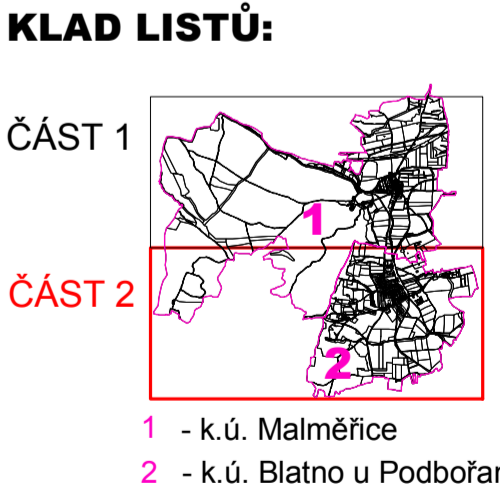 KLAD LISTŮ:
ČÁST 1
1
ČÁST 2
2
1 - k.ú. Malměřice
2 - k.ú. Blatno u Podbořan